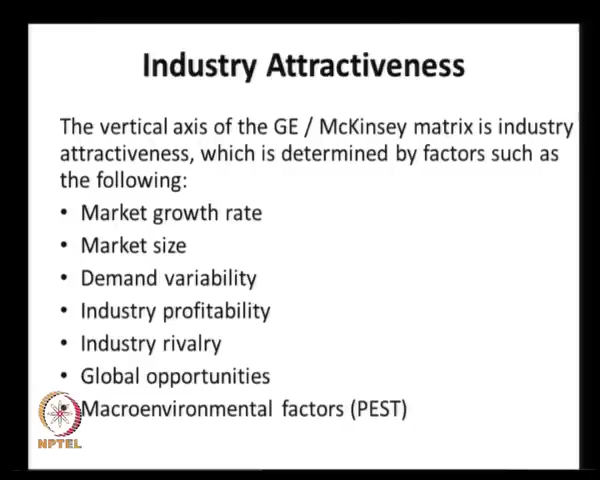 Industry Attractiveness
The vertical axis of the GE / McKinsey matrix is industry
attractiveness, which is determined by factors such as
the following:
• Market growth rate
• Market size
• Demand variability
• Industry profitability
• Industry rivalry
• Global opportunities
Macroenvironmental factors (PEST)
NPTEL